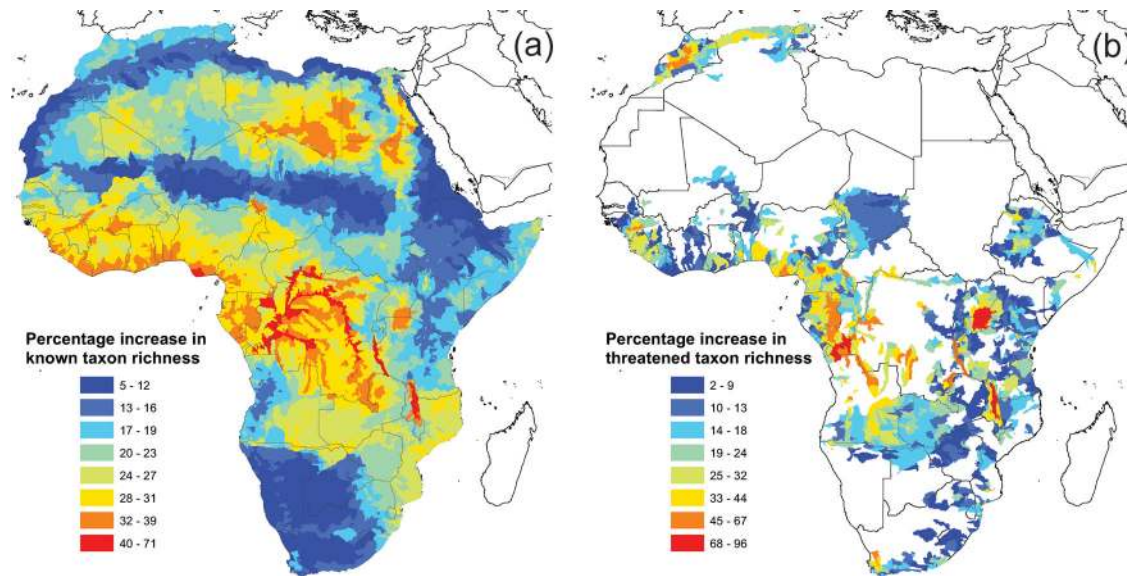 (a)
Percentage increase in
known taxon richness
5 - 12
13 - 16
17 - 19
20 - 23
24 - 27
28 - 31
32 - 39
40 - 71
(b)
Percentage increase in
threatened taxon richness
2 - 9
10 - 13
14 - 18
19 - 24
25 - 32
33 - 44
45 - 67
68 - 96